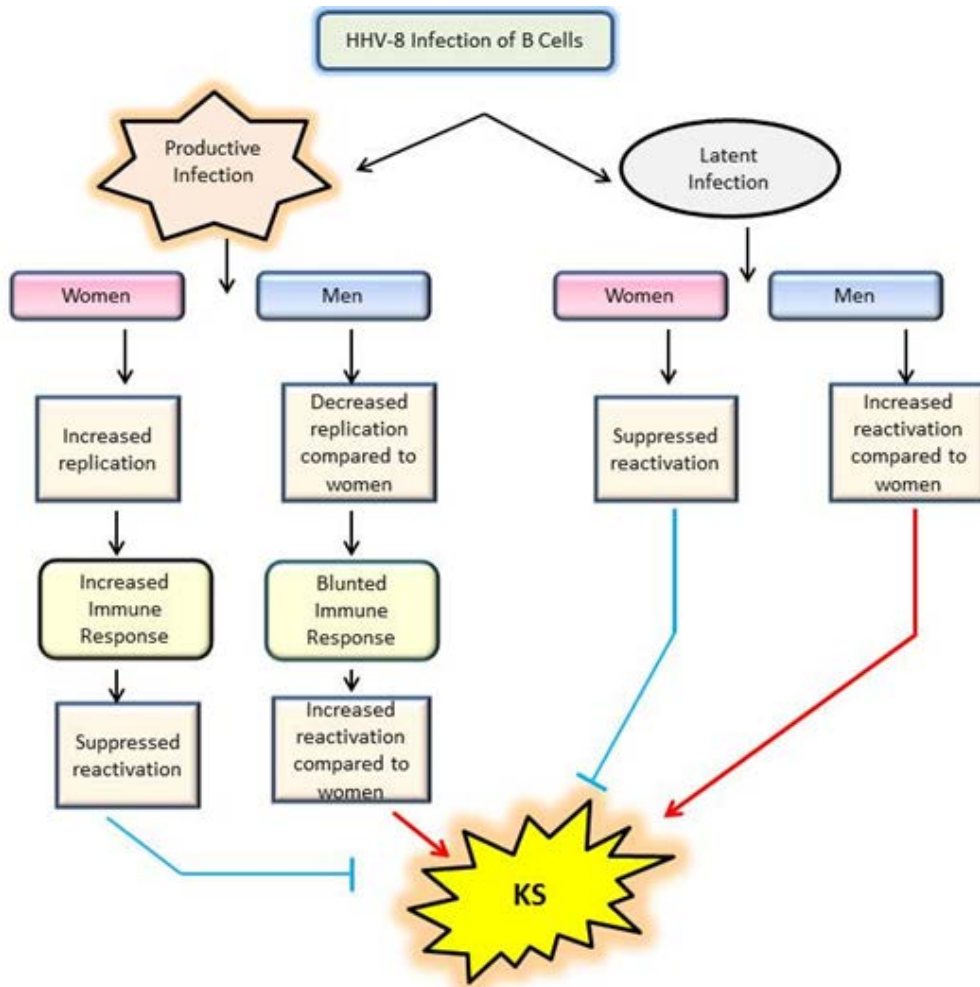 HHV-8 Infection of B Cells
Productive
Infection
Latent
Infection
Women
Men
Women
Men
Increased
replication
Decreased
replication
compared to
women
Suppressed
reactivation
Increased
reactivation
compared to
women
Increased
Immune
Response
Blunted
Immune
Response
Suppressed
reactivation
Increased
reactivation
compared to
women
KS